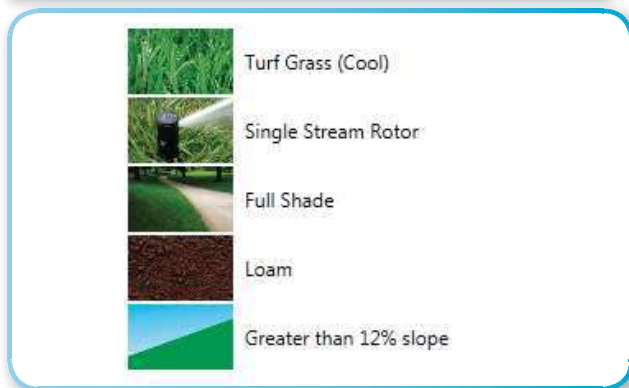 Turf Grass (Cool)
Single Stream Rotor
Full Shade
Loam
Greater than 12% slope